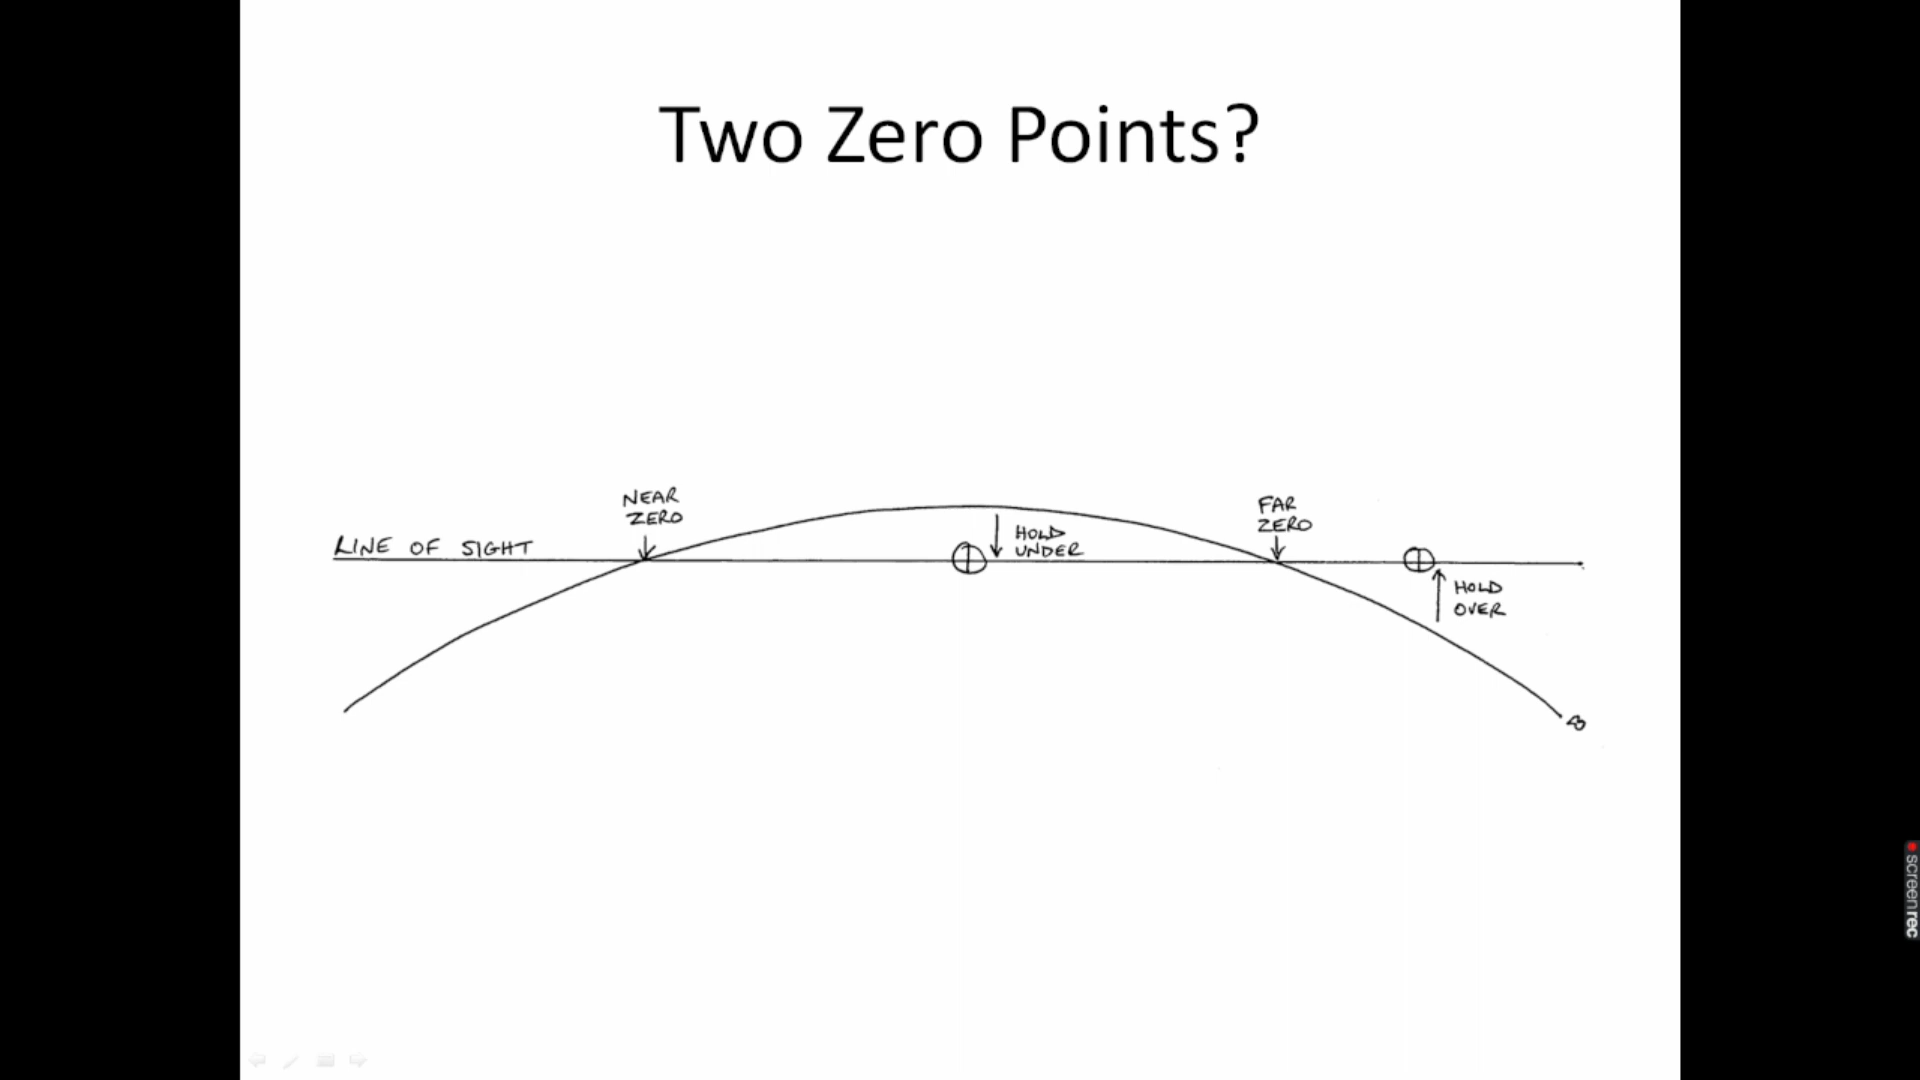 Two Zero Points?
NEAR
ZERO
FAR
ZERO
LINE OF SIGHT
HOLD
UNDER
HOLD
OVER
screenrec